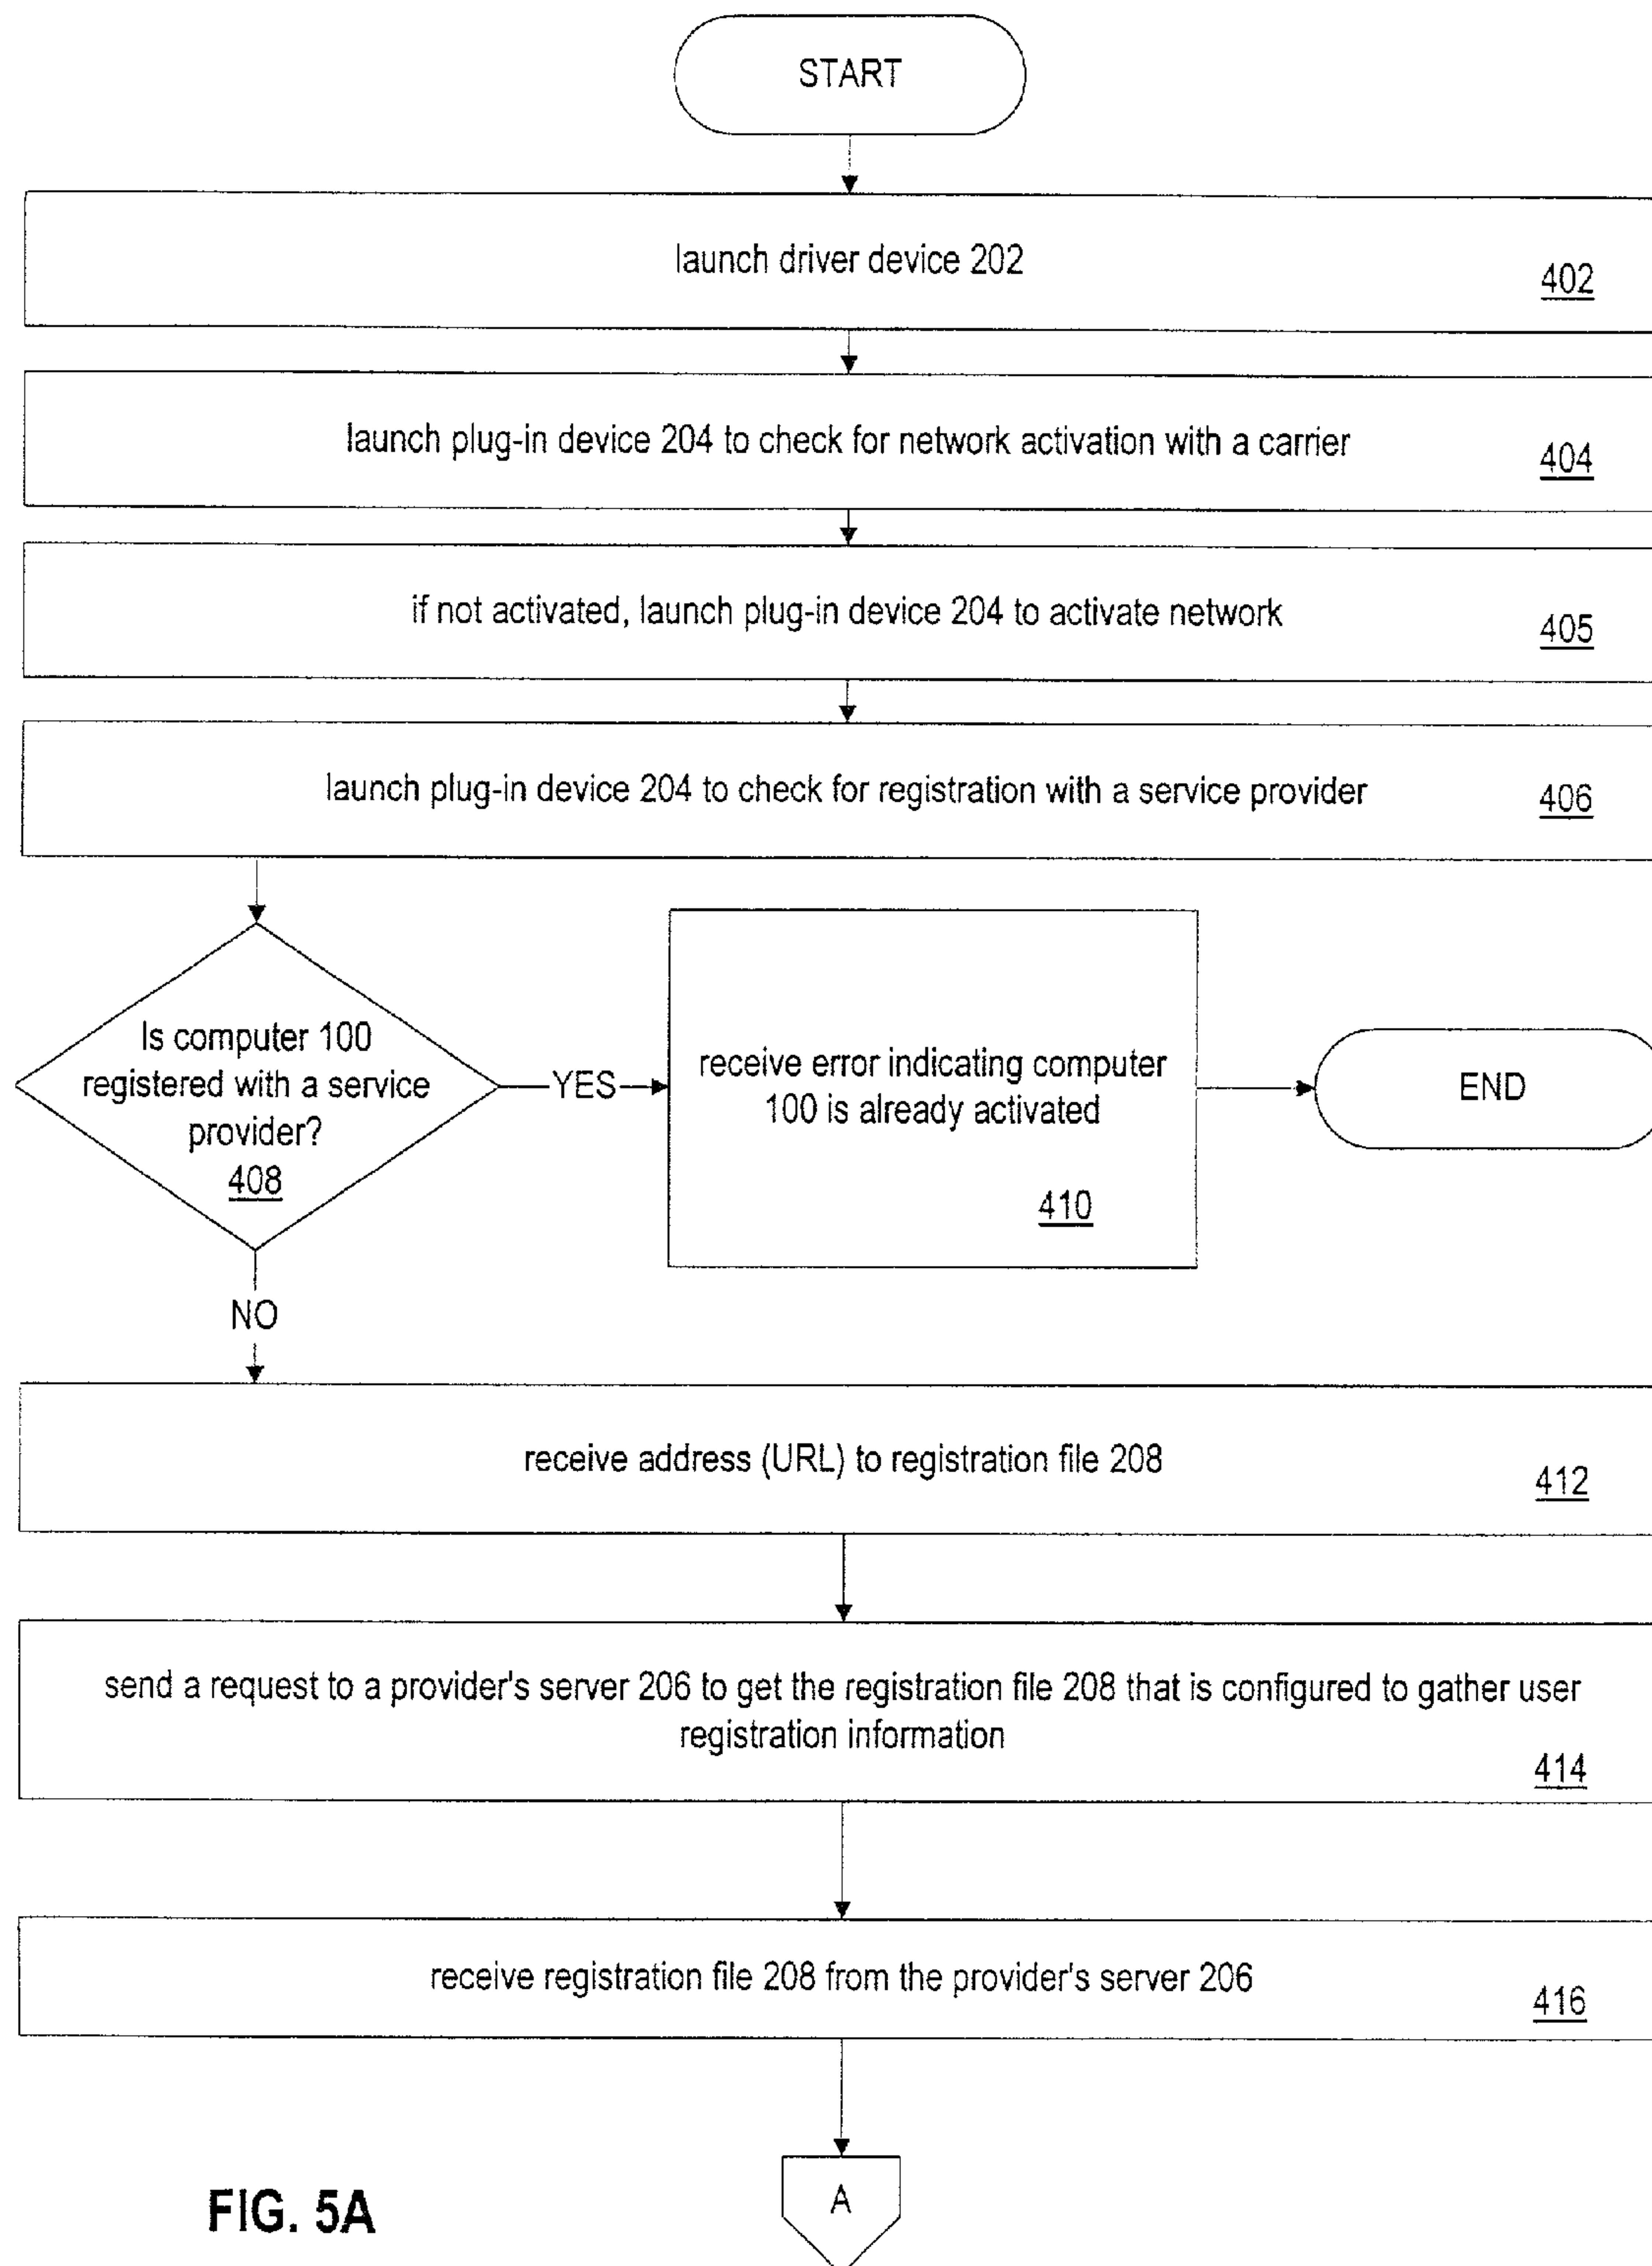 START
launch driver device 202
402
launch plug-in device 204 to check for network activation with a carrier
404
if not activated, launch plug-in device 204 to activate network
405
launch plug-in device 204 to check for registration with a service provider
406
Is computer 100
registered with a service
provider?
408
YES
receive error indicating computer
100 is already activated
410
END
NO
receive address (URL) to registration file 208
412
send a request to a provider's server 206 to get the registration file 208 that is configured to gather user
registration information
414
receive registration file 208 from the provider's server 206
416
A
FIG. 5A